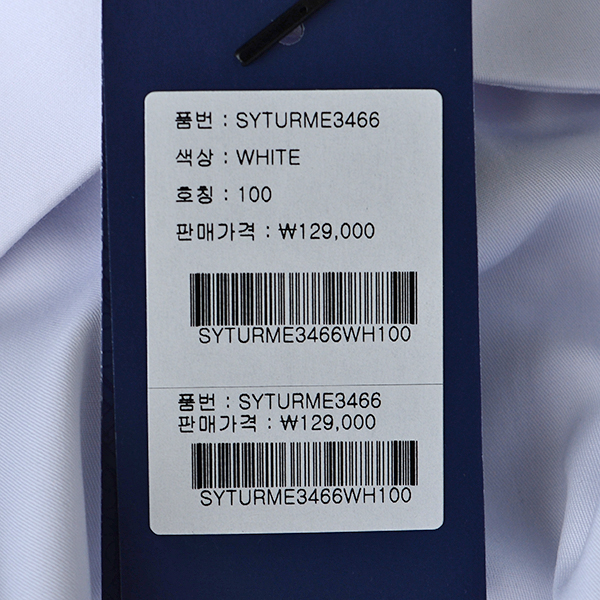 품번 : SYTURME3466
색상 : WHITE
호칭 : 100
판매가격 : ₩129,000
SYTURME3466WH100
품번 : SYTURME3466
판매가격 : ₩129,000
SYTURME3466WH100